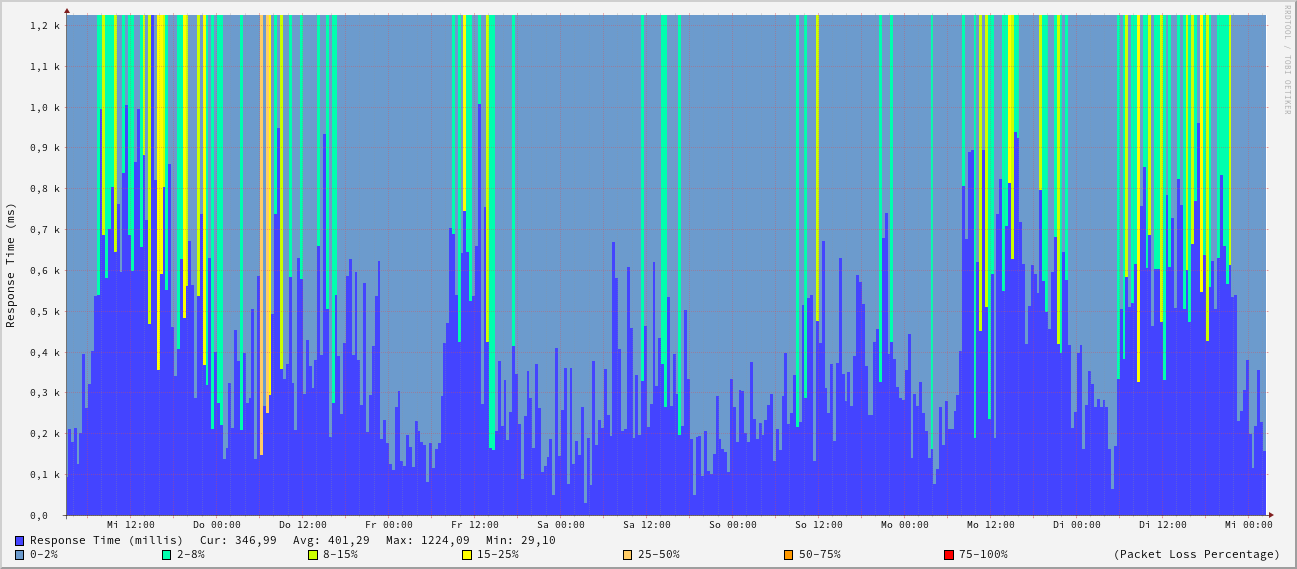 RRDTOOL / TOBI OETIKER
Response Time (ms)
1,2 k
1,1 k
1,0 k
0,9 k
0,8 k
0,7 k
0,6 k
0,5 k
0,4 k
0,3 k
0,2 k
0,1 k
0,0
Mi 12:00 Do 00:00 Do 12:00 Fr 00:00 Fr 12:00 Sa 00:00 Sa 12:00 So 00:00 So 12:00 Mo 00:00 Mo 12:00 Di 00:00 Di 12:00 Mi 00:00
Response Time (millis) Cur: 346,99 Avg: 401,29 Max: 1224,09 Min: 29,10
0-2% 2-8% 8-15% 15-25% 25-50% 50-75% 75-100% (Packet Loss Percentage)